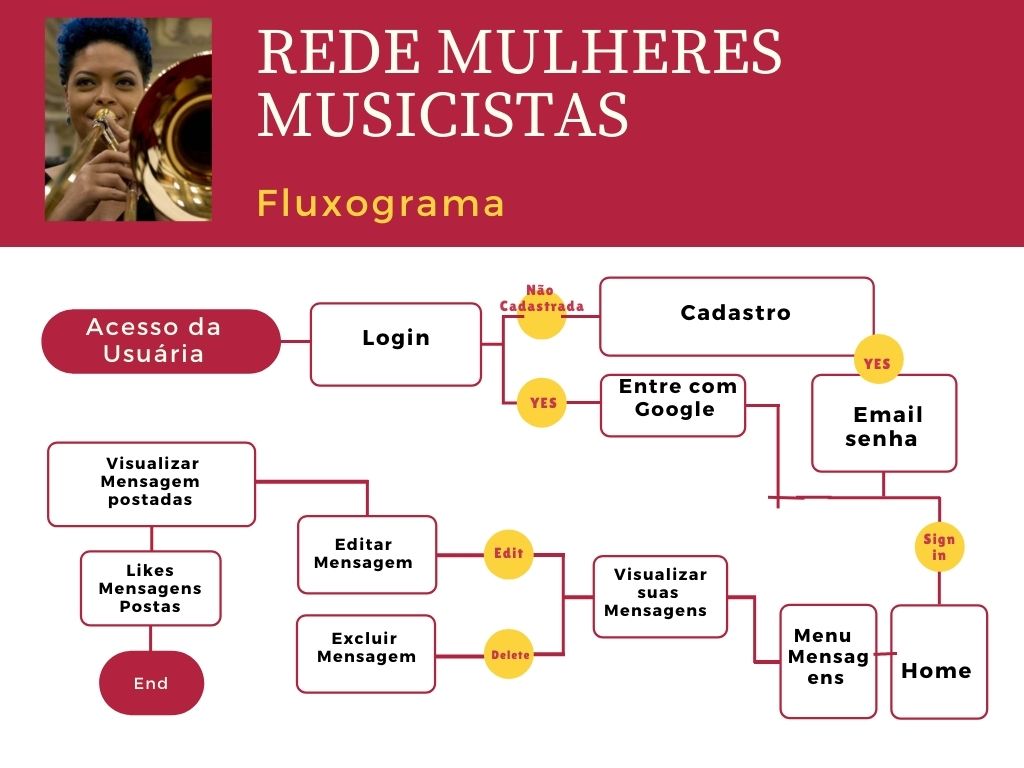 REDE MULHERES
MUSICISTAS
Fluxograma
Acesso da
Usuária
Login
Não
Cadastrada
Cadastro
YES
YES
Entre com
Google
Email
senha
Sign
in
Home
Menu
Mensag
ens
Visualizar
suas
Mensagens
Edit
Delete
Editar
Mensagem
Excluir
Mensagem
Visualizar
Mensagem
postadas
Likes
Mensagens
Postas
End